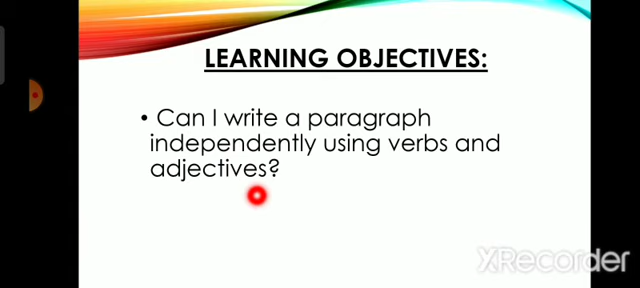 LEARNING OBJECTIVES:
• Can I write a paragraph
independently using verbs and
adjectives?
XRecorder